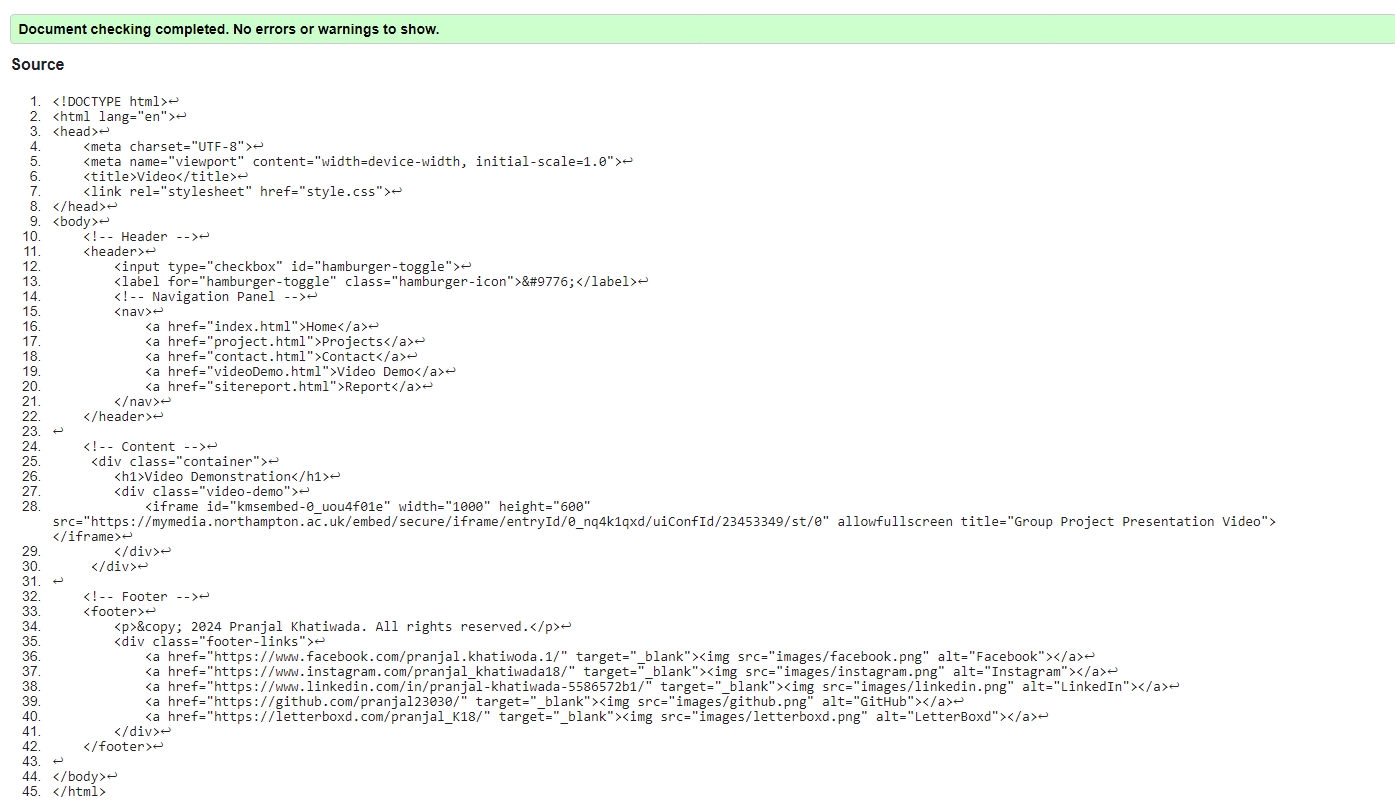 Document checking completed. No errors or warnings to show.
Source
1. <!DOCTYPE html>↩
2. <html lang="en">↩
3. <head>↩
4.     <meta charset="UTF-8">↩
5.     <meta name="viewport" content="width=device-width, initial-scale=1.0">↩
6.     <title>Video</title>↩
7.     <link rel="stylesheet" href="style.css">↩
8. </head>↩
9. <body>↩
10.     <!-- Header -->↩
11.     <header>↩
12.         <input type="checkbox" id="hamburger-toggle">↩
13.         <label for="hamburger-toggle" class="hamburger-icon">&#9776;</label>↩
14.         <!-- Navigation Panel -->↩
15.         <nav>↩
16.             <a href="index.html">Home</a>↩
17.             <a href="project.html">Projects</a>↩
18.             <a href="contact.html">Contact</a>↩
19.             <a href="videoDemo.html">Video Demo</a>↩
20.             <a href="sitereport.html">Report</a>↩
21.         </nav>↩
22.     </header>↩
23. ↩
24.     <!-- Content -->↩
25.      <div class="container">↩
26.         <h1>Video Demonstration</h1>↩
27.         <div class="video-demo">↩
28.             <iframe id="kmsembed-0_uou4f01e" width="1000" height="600"
src="https://mymedia.northampton.ac.uk/embed/secure/iframe/entryId/0_nq4k1qxd/uiConfId/23453349/st/0" allowfullscreen title="Group Project Presentation Video">
</iframe>↩
29.         </div>↩
30.      </div>↩
31. ↩
32.     <!-- Footer -->↩
33.     <footer>↩
34.         <p>&copy; 2024 Pranjal Khatiwada. All rights reserved.</p>↩
35.         <div class="footer-links">↩
36.             <a href="https://www.facebook.com/pranjal.khatiwoda.1/" target="_blank"><img src="images/facebook.png" alt="Facebook"></a>↩
37.             <a href="https://www.instagram.com/pranjal_khatiwada18/" target="_blank"><img src="images/instagram.png" alt="Instagram"></a>↩
38.             <a href="https://www.linkedin.com/in/pranjal-khatiwada-5586572b1/" target="_blank"><img src="images/linkedin.png" alt="LinkedIn"></a>↩
39.             <a href="https://github.com/pranjal23030/" target="_blank"><img src="images/github.png" alt="GitHub"></a>↩
40.             <a href="https://letterboxd.com/pranjal_K18/" target="_blank"><img src="images/letterboxd.png" alt="LetterBoxd"></a>↩
41.         </div>↩
42.     </footer>↩
43. ↩
44. </body>↩
45. </html>